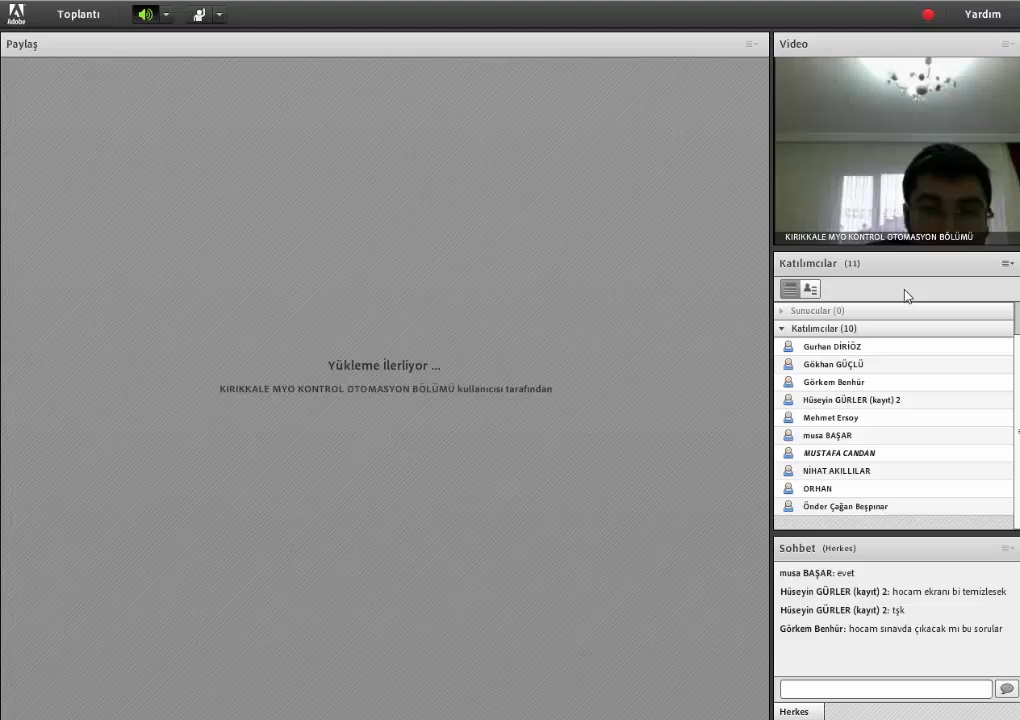 Adobe
Toplantı
Yardım
Paylaş
Yükleme İlerliyor ...
KIRIKKALE MYO KONTROL OTOMASYON BÖLÜMÜ kullanıcısı tarafından
Video
KIRIKKALE MYO KONTROL OTOMASYON BÖLÜMÜ
Katılımcılar (11)
Sunucular (0)
Katılımcılar (10)
Gurhan DİRİÖZ
Gökhan GÜÇLÜ
Görkem Benhür
Hüseyin GÜRLER (kayıt) 2
Mehmet Ersoy
musa BAŞAR
MUSTAFA CANDAN
NİHAT AKILLILAR
ORHAN
Önder Çağan Beşpınar
Sohbet (Herkes)
musa BAŞAR: evet
Hüseyin GÜRLER (kayıt) 2: hocam ekranı bi temizlesek
Hüseyin GÜRLER (kayıt) 2: tşk
Görkem Benhür: hocam sınavda çıkacak mı bu sorular
Herkes